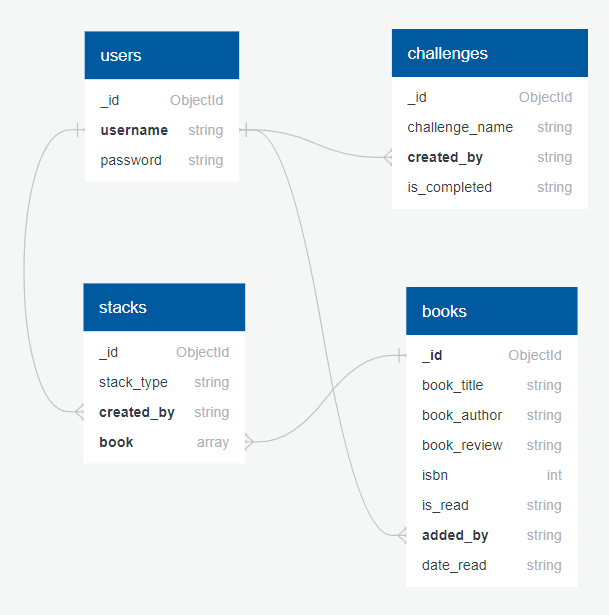 users
_id ObjectId
username string
password string
challenges
_id ObjectId
challenge_name string
created_by string
is_completed string
stacks
_id ObjectId
stack_type string
created_by string
book array
books
_id ObjectId
book_title string
book_author string
book_review string
isbn int
is_read string
added_by string
date_read string